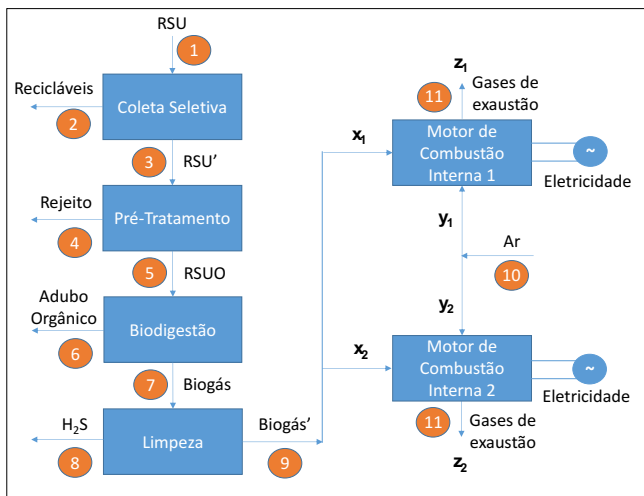 RSU
1
Recicláveis
2
Coleta Seletiva
3
RSU'
Rejeito
4
Pré-Tratamento
5
RSUO
Adubo
Orgânico
6
Biodigestão
7
Biogás
H₂S
8
Limpeza
Biogás'
9
z₁
11
Gases de
exaustão
x₁
Motor de
Combustão
Interna 1
~
Eletricidade
y₁
Ar
10
y₂
x₂
Motor de
Combustão
Interna 2
~
Eletricidade
11
Gases de
exaustão
z₂